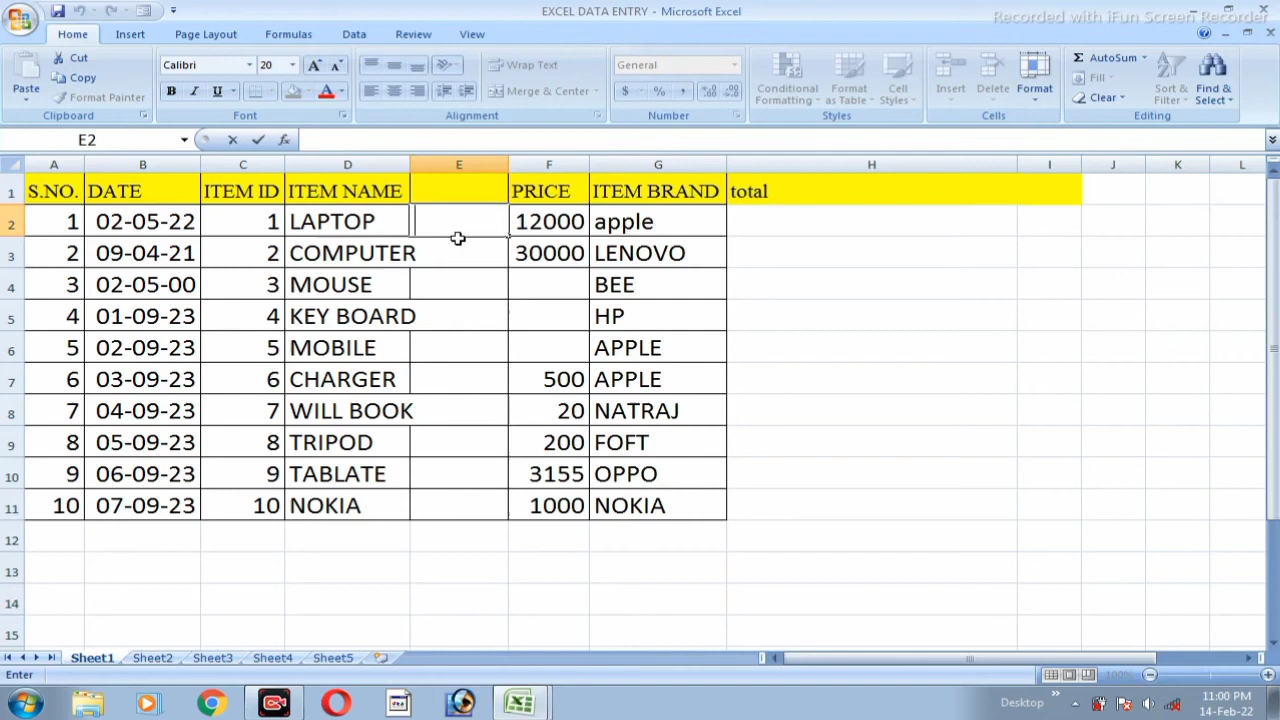 EXCEL DATA ENTRY - Microsoft Excel
Recorded with iFun Screen Recorder
Home Insert Page Layout Formulas Data Review View
Paste Cut Copy Format Painter Clipboard
Calibri 20 A A B I U A Font
Wrap Text Merge & Center Alignment
General $ % , Number
Conditional Formatting Format as Table Cell Styles Styles
Insert Delete Format Cells
Σ AutoSum Fill Clear Sort & Filter Find & Select Editing
E2 fx
A B C D E F G H I J K L
1 S.NO. DATE ITEM ID ITEM NAME PRICE ITEM BRAND total
2 1 02-05-22 1 LAPTOP 12000 apple
3 2 09-04-21 2 COMPUTER 30000 LENOVO
4 3 02-05-00 3 MOUSE BEE
5 4 01-09-23 4 KEY BOARD HP
6 5 02-09-23 5 MOBILE APPLE
7 6 03-09-23 6 CHARGER 500 APPLE
8 7 04-09-23 7 WILL BOOK 20 NATRAJ
9 8 05-09-23 8 TRIPOD 200 FOFT
10 9 06-09-23 9 TABLATE 3155 OPPO
11 10 07-09-23 10 NOKIA 1000 NOKIA
12
13
14
15
Sheet1 Sheet2 Sheet3 Sheet4 Sheet5
Enter 100%
Desktop » 11:00 PM
14-Feb-22